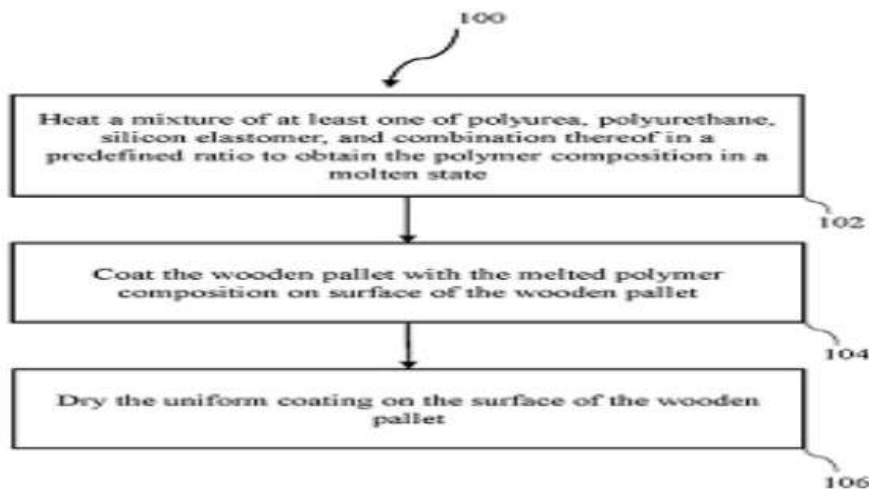 100
Heat a mixture of at least one of polyurea, polyurethane,
silicon elastomer, and combination thereof in a
predefined ratio to obtain the polymer composition in a
molten state
102
Coat the wooden pallet with the melted polymer
composition on surface of the wooden pallet
104
Dry the uniform coating on the surface of the wooden
pallet
106